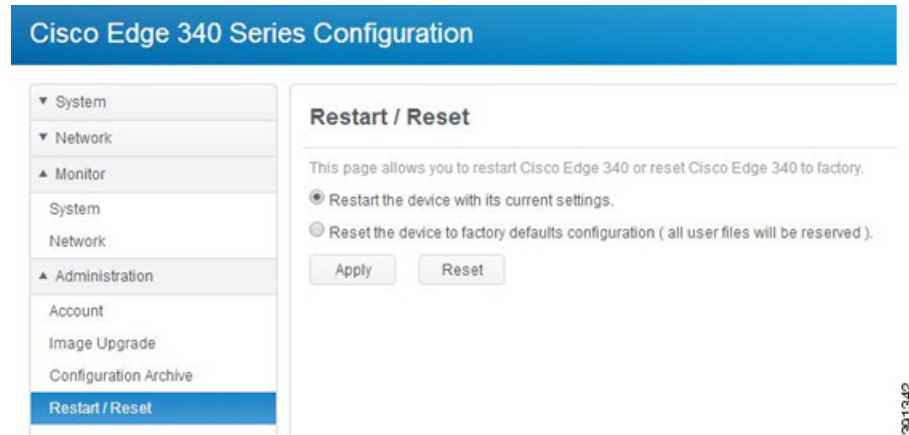 Cisco Edge 340 Series Configuration
System
Network
Monitor
System
Network
Administration
Account
Image Upgrade
Configuration Archive
Restart / Reset
Restart / Reset
This page allows you to restart Cisco Edge 340 or reset Cisco Edge 340 to factory.
Restart the device with its current settings.
Reset the device to factory defaults configuration ( all user files will be reserved ).
Apply Reset
391342